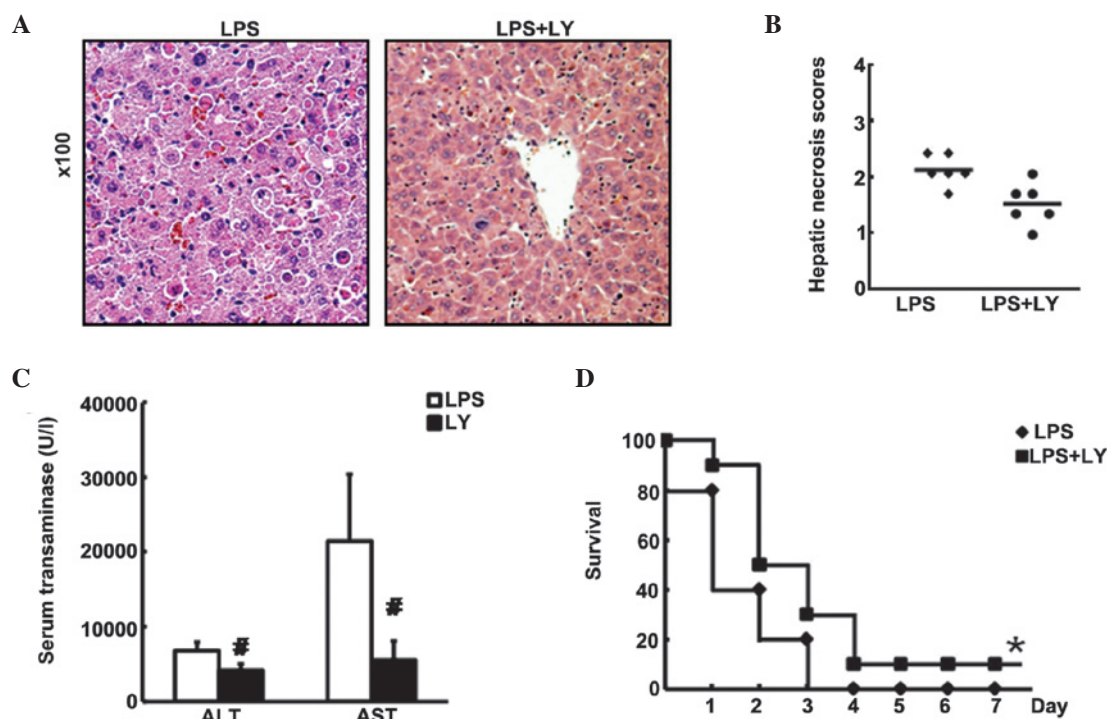 A
LPS
LPS+LY
x100
B
Hepatic necrosis scores
4
3
2
1
0
LPS
LPS+LY
C
Serum transaminase (U/l)
40000
30000
20000
10000
0
LPS
LY
#
#
ALT
AST
D
Survival
100
80
60
40
20
0
LPS
LPS+LY
*
1 2 3 4 5 6 7 Day